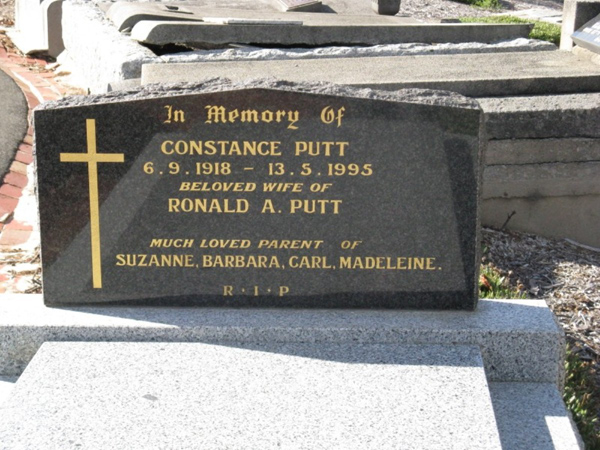 In Memory Of
CONSTANCE PUTT
6.9.1918 - 13.5.1995
BELOVED WIFE OF
RONALD A. PUTT
MUCH LOVED PARENT OF
SUZANNE, BARBARA, CARL, MADELEINE.
R·I·P